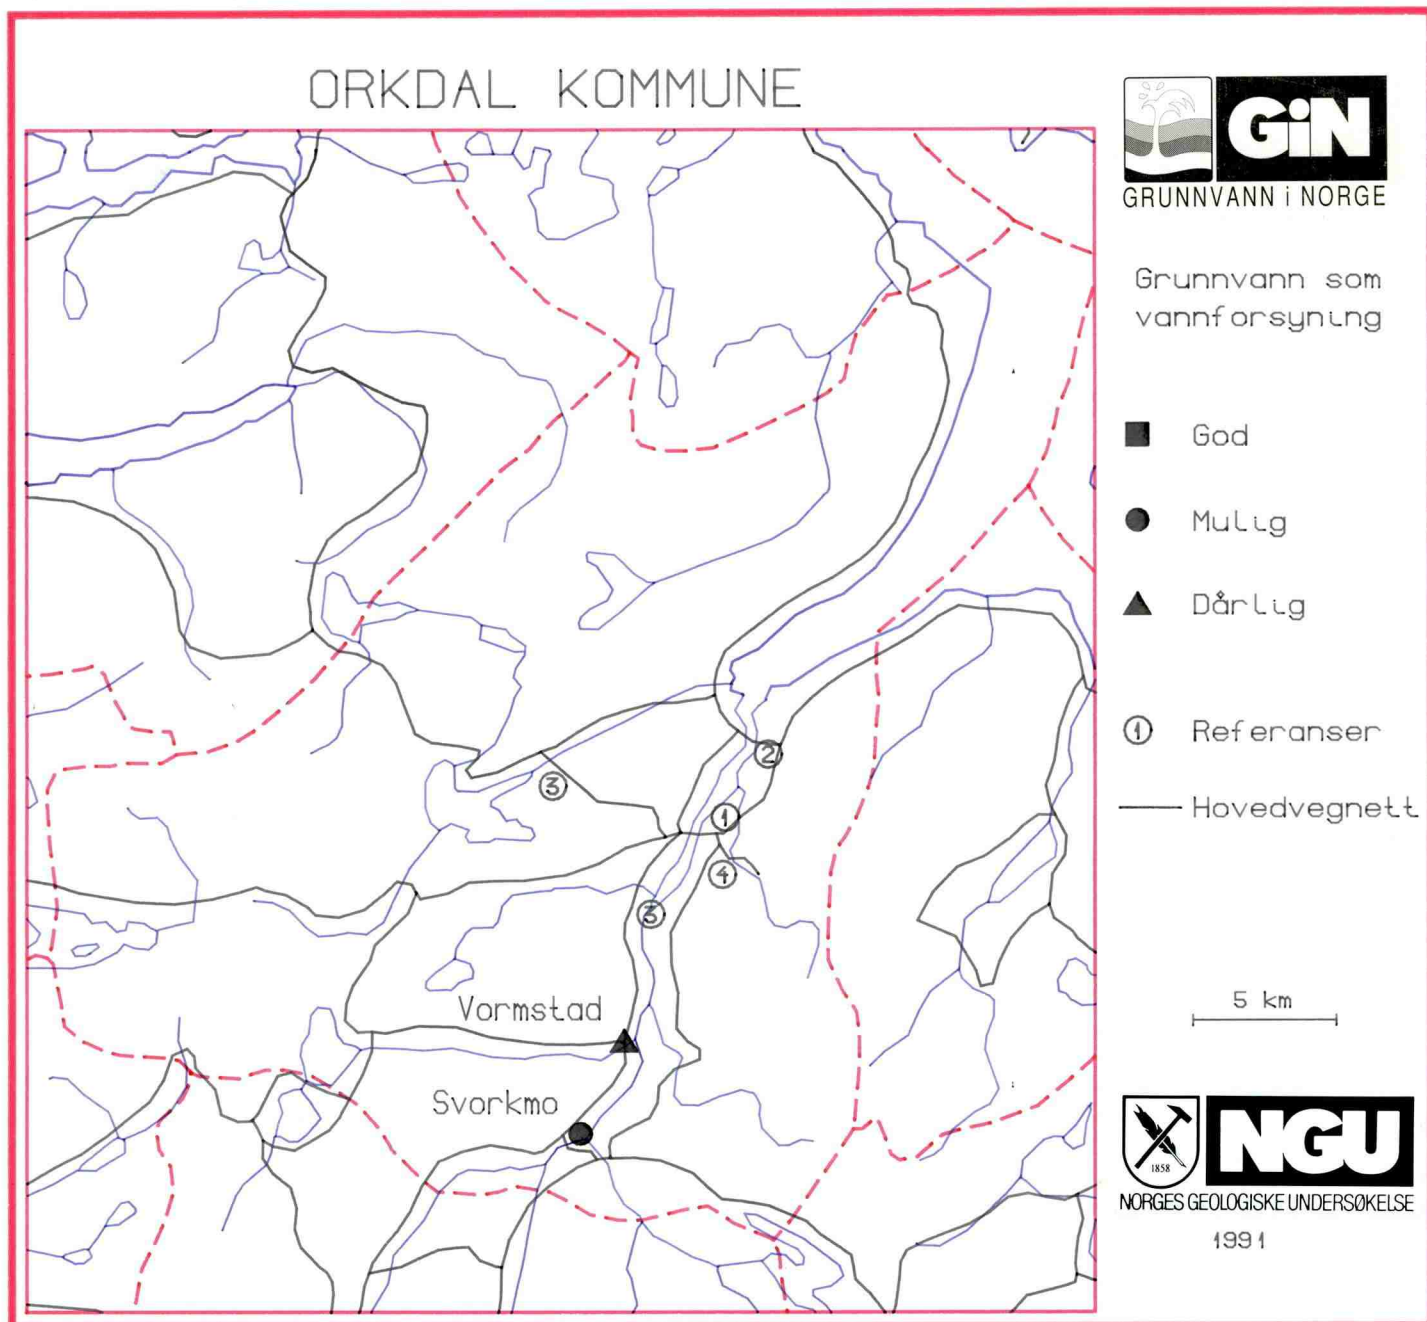 ORKDAL KOMMUNE
GiN
GRUNNVANN i NORGE
Grunnvann som
vannforsyning
God
Mulig
Dårlig
1 Referanser
Hovedvegnett
2
3
1
4
3
Vormstad
Svorkmo
5 km
1858
NGU
NORGES GEOLOGISKE UNDERSØKELSE
1991